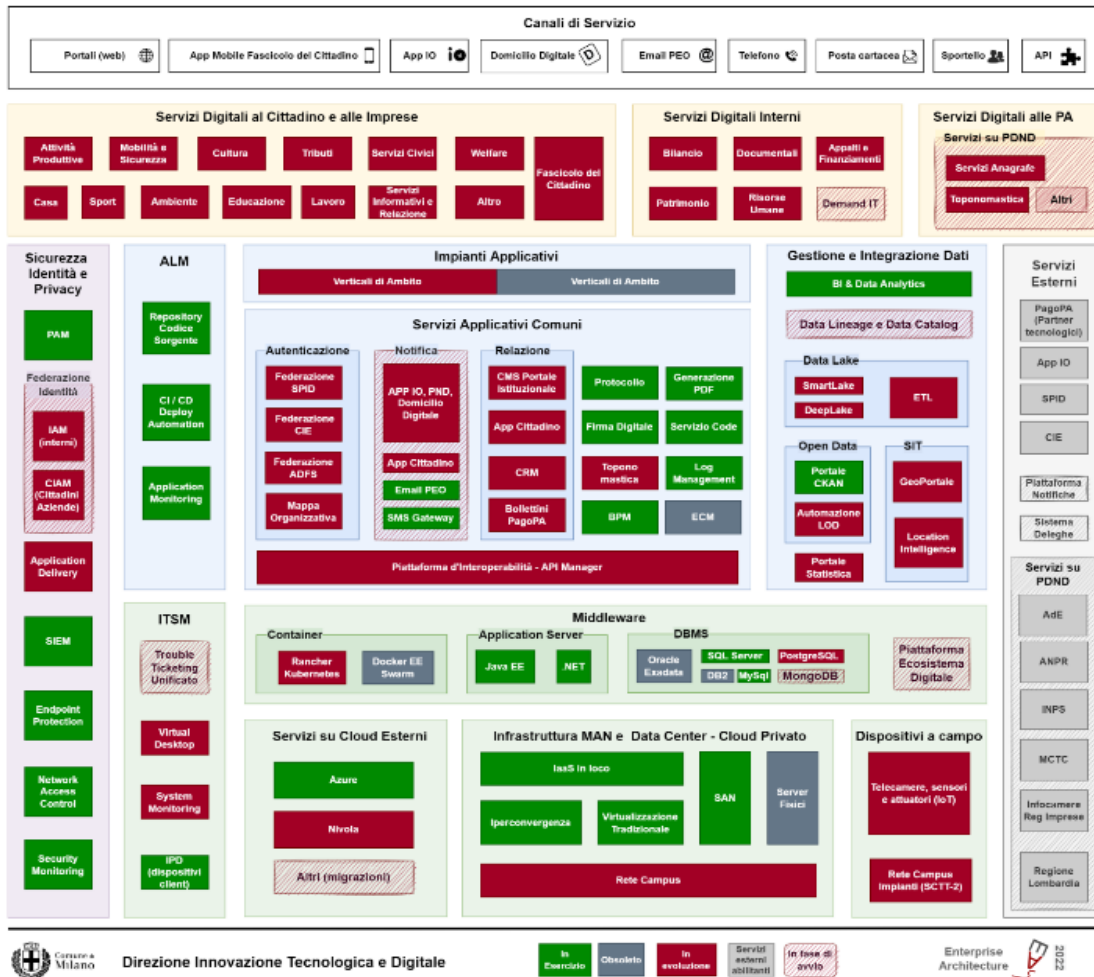 Canali di Servizio
Portali (web)
App Mobile Fascicolo del Cittadino
App IO
iO
Domicilio Digitale
D
Email PEO
@
Telefono
Posta cartacea
Sportello
API
Servizi Digitali al Cittadino e alle Imprese
Attività
Produttive
Mobilità e
Sicurezza
Cultura
Tributi
Servizi Civici
Welfare
Fascicolo del
Cittadino
Casa
Sport
Ambiente
Educazione
Lavoro
Servizi
Informativi e
Relazione
Altro
Servizi Digitali Interni
Bilancio
Documentali
Appalti e
Finanziamenti
Patrimonio
Risorse
Umane
Demand IT
Servizi Digitali alle PA
Servizi su PDND
Servizi Anagrafe
Toponomastica
Altri
Sicurezza
Identità e
Privacy
PAM
Federazione
Identità
IAM
(interni)
CIAM
(Cittadini
Aziende)
Application
Delivery
SIEM
Endpoint
Protection
Network
Access
Control
Security
Monitoring
ALM
Repository
Codice
Sorgente
CI / CD
Deploy
Automation
Application
Monitoring
Impianti Applicativi
Verticali di Ambito
Verticali di Ambito
Servizi Applicativi Comuni
Autenticazione
Federazione
SPID
Federazione
CIE
Federazione
ADFS
Mappa
Organizzativa
Notifica
APP IO, PND,
Domicilio
Digitale
App Cittadino
Email PEO
SMS Gateway
Relazione
CMS Portale
Istituzionale
App Cittadino
CRM
Bollettini
PagoPA
Protocollo
Generazione
PDF
Firma Digitale
Servizio Code
Topono
mastica
Log
Management
BPM
ECM
Piattaforma d'Interoperabilità - API Manager
Gestione e Integrazione Dati
BI & Data Analytics
Data Lineage e Data Catalog
Data Lake
SmartLake
DeepLake
ETL
Open Data
Portale
CKAN
Automazione
LOD
Portale
Statistica
SIT
GeoPortale
Location
Intelligence
Servizi
Esterni
PagoPA
(Partner
tecnologici)
App IO
SPID
CIE
Piattaforma
Notifiche
Sistema
Deleghe
Servizi su
PDND
AdE
ANPR
INPS
MCTC
Infocamere
Reg Imprese
Regione
Lombardia
ITSM
Trouble
Ticketing
Unificato
Virtual
Desktop
System
Monitoring
IPD
(dispositivi
client)
Middleware
Container
Rancher
Kubernetes
Docker EE
Swarm
Application Server
Java EE
.NET
DBMS
Oracle
Exadata
SQL Server
PostgreSQL
DB2
MySql
MongoDB
Piattaforma
Ecosistema
Digitale
Servizi su Cloud Esterni
Azure
Nivola
Altri (migrazioni)
Infrastruttura MAN e Data Center - Cloud Privato
IaaS in loco
Iperconvergenza
Virtualizzazione
Tradizionale
SAN
Server
Fisici
Rete Campus
Dispositivi a campo
Telecamere, sensori
e attuatori (IoT)
Rete Campus
Impianti (SCTT-2)
Comune di
Milano
Direzione Innovazione Tecnologica e Digitale
In
Esercizio
Obsoleto
In
evoluzione
Servizi
esterni
abilitanti
In fase di
avvio
Enterprise
Architecture
2022